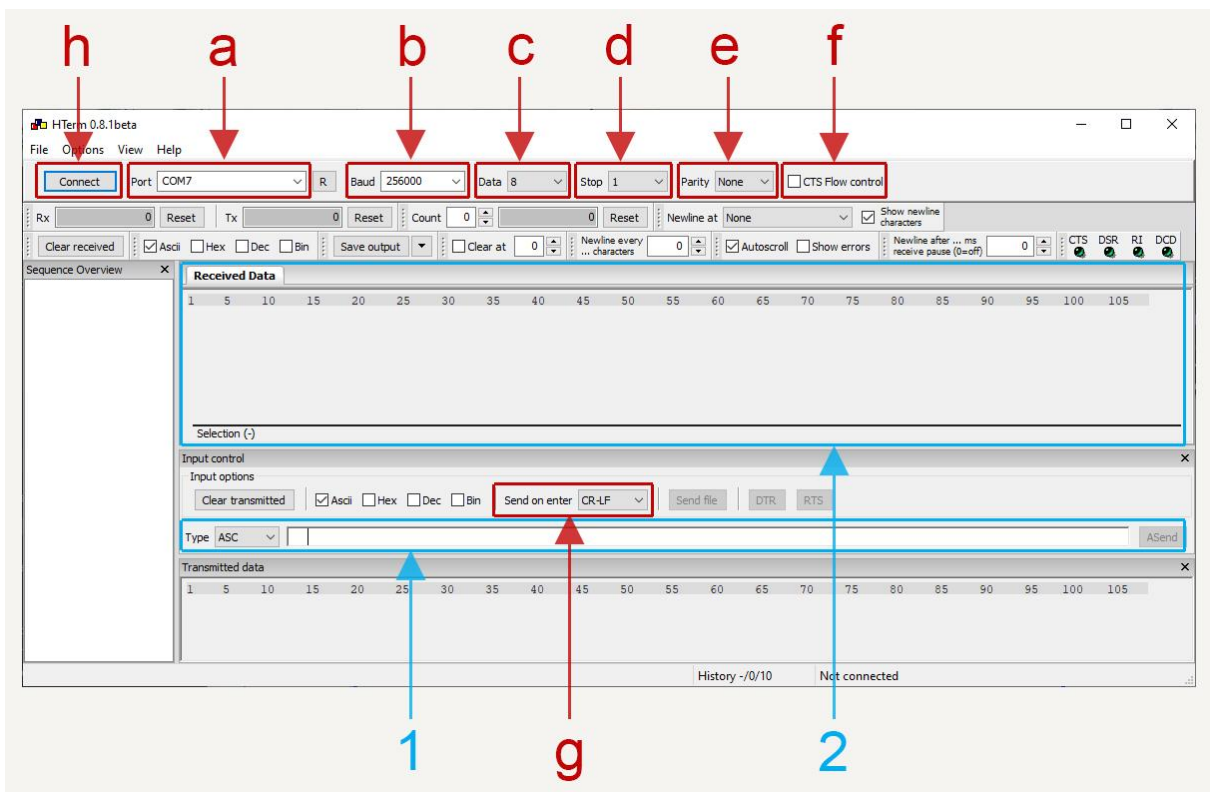 h a b c d e f
HTerm 0.8.1beta
File Options View Help
Connect Port COM7 R Baud 256000 Data 8 Stop 1 Parity None CTS Flow control
Rx 0 Reset Tx 0 Reset Count 0 0 Reset Newline at None Show newline
characters
Clear received Ascii Hex Dec Bin Save output Clear at 0 Newline every
... characters 0 Autoscroll Show errors Newline after ... ms
receive pause (0=off) 0 CTS DSR RI DCD
Sequence Overview X Received Data
1 5 10 15 20 25 30 35 40 45 50 55 60 65 70 75 80 85 90 95 100 105
Selection (-)
Input control
Input options
Clear transmitted Ascii Hex Dec Bin Send on enter CR-LF Send file DTR RTS
Type ASC ASend
Transmitted data
1 5 10 15 20 25 30 35 40 45 50 55 60 65 70 75 80 85 90 95 100 105
History -/0/10 Not connected
1 g 2